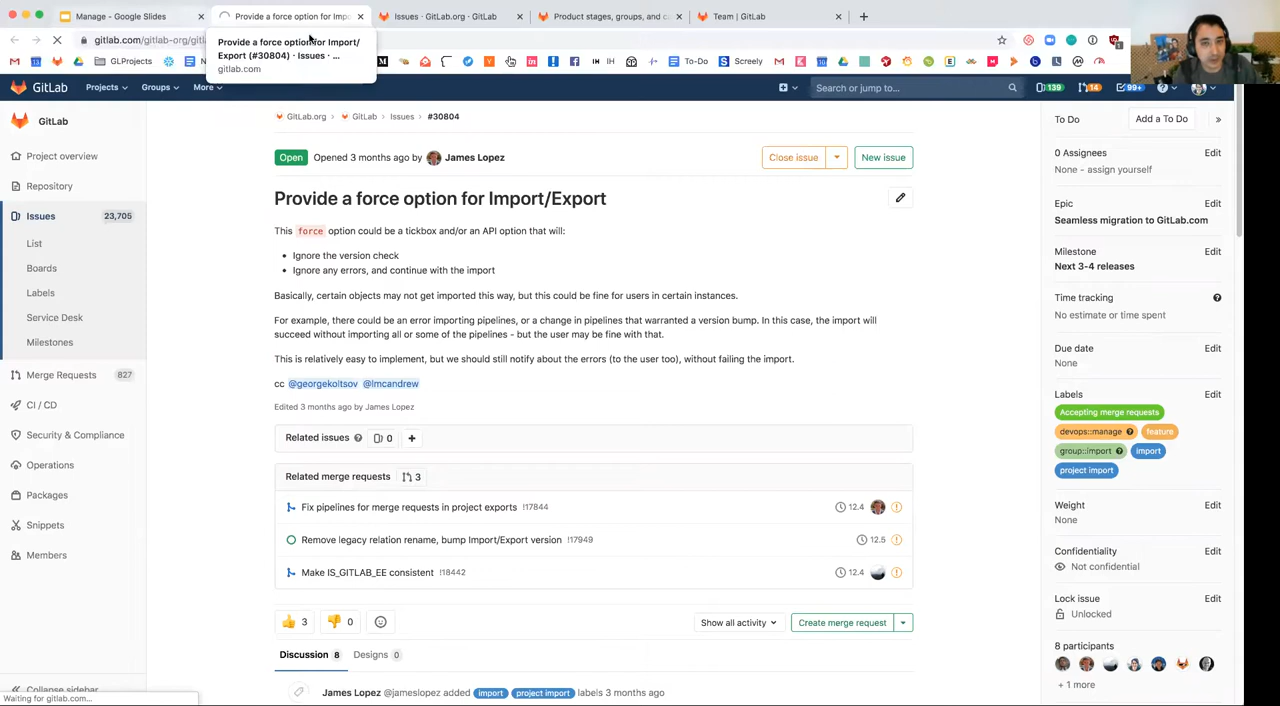 Manage - Google Slides
Provide a force option for Impo
Issues · GitLab.org · GitLab
Product stages, groups, and c
Team | GitLab
gitlab.com/gitlab-org/gitl
Provide a force option for Import/
Export (#30804) · Issues · ...
gitlab.com
GLProjects
IH
To-Do
Screely
GitLab
Projects
Groups
More
Search or jump to...
139
14
99+
GitLab
Project overview
Repository
Issues 23,705
List
Boards
Labels
Service Desk
Milestones
Merge Requests 827
CI / CD
Security & Compliance
Operations
Packages
Snippets
Members
Collapse sidebar
Waiting for gitlab.com...
GitLab.org › GitLab › Issues › #30804
Open Opened 3 months ago by James Lopez
Close issue
New issue
Provide a force option for Import/Export
This force option could be a tickbox and/or an API option that will:
• Ignore the version check
• Ignore any errors, and continue with the import
Basically, certain objects may not get imported this way, but this could be fine for users in certain instances.
For example, there could be an error importing pipelines, or a change in pipelines that warranted a version bump. In this case, the import will
succeed without importing all or some of the pipelines - but the user may be fine with that.
This is relatively easy to implement, but we should still notify about the errors (to the user too), without failing the import.
cc @georgekoltsov @lmcandrew
Edited 3 months ago by James Lopez
Related issues 0
Related merge requests 3
Fix pipelines for merge requests in project exports !17844 12.4
Remove legacy relation rename, bump Import/Export version !17949 12.5
Make IS_GITLAB_EE consistent !18442 12.4
3
0
Show all activity
Create merge request
Discussion 8 Designs 0
James Lopez @jameslopez added import project import labels 3 months ago
To Do Add a To Do »
0 Assignees Edit
None - assign yourself
Epic Edit
Seamless migration to GitLab.com
Milestone Edit
Next 3-4 releases
Time tracking
No estimate or time spent
Due date Edit
None
Labels Edit
Accepting merge requests
devops::manage feature
group::import import
project import
Weight Edit
None
Confidentiality Edit
Not confidential
Lock issue Edit
Unlocked
8 participants
+ 1 more